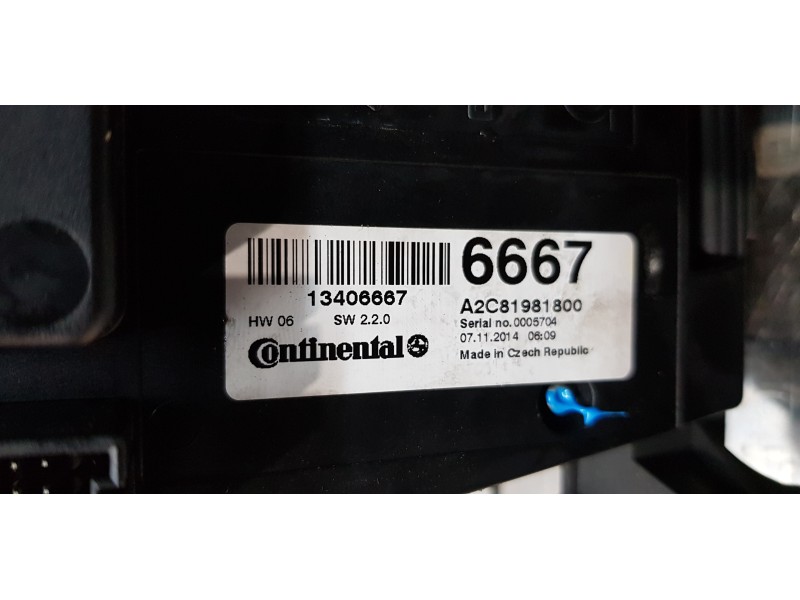 6667
13406667
A2C81981800
HW 06 SW 2.2.0
Serial no.0005704
07.11.2014 06:09
Continental
Made in Czech Republic